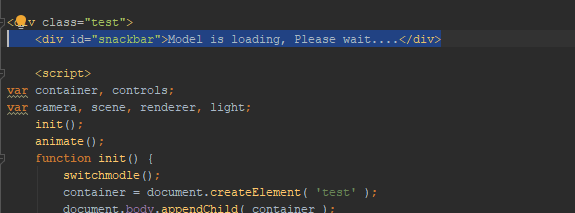 <div class="test">
<div id="snackbar">Model is loading, Please wait....</div>
<script>
var container, controls;
var camera, scene, renderer, light;
init();
animate();
function init() {
switchmodle();
container = document.createElement( 'test' );
document.body.appendChild( container );